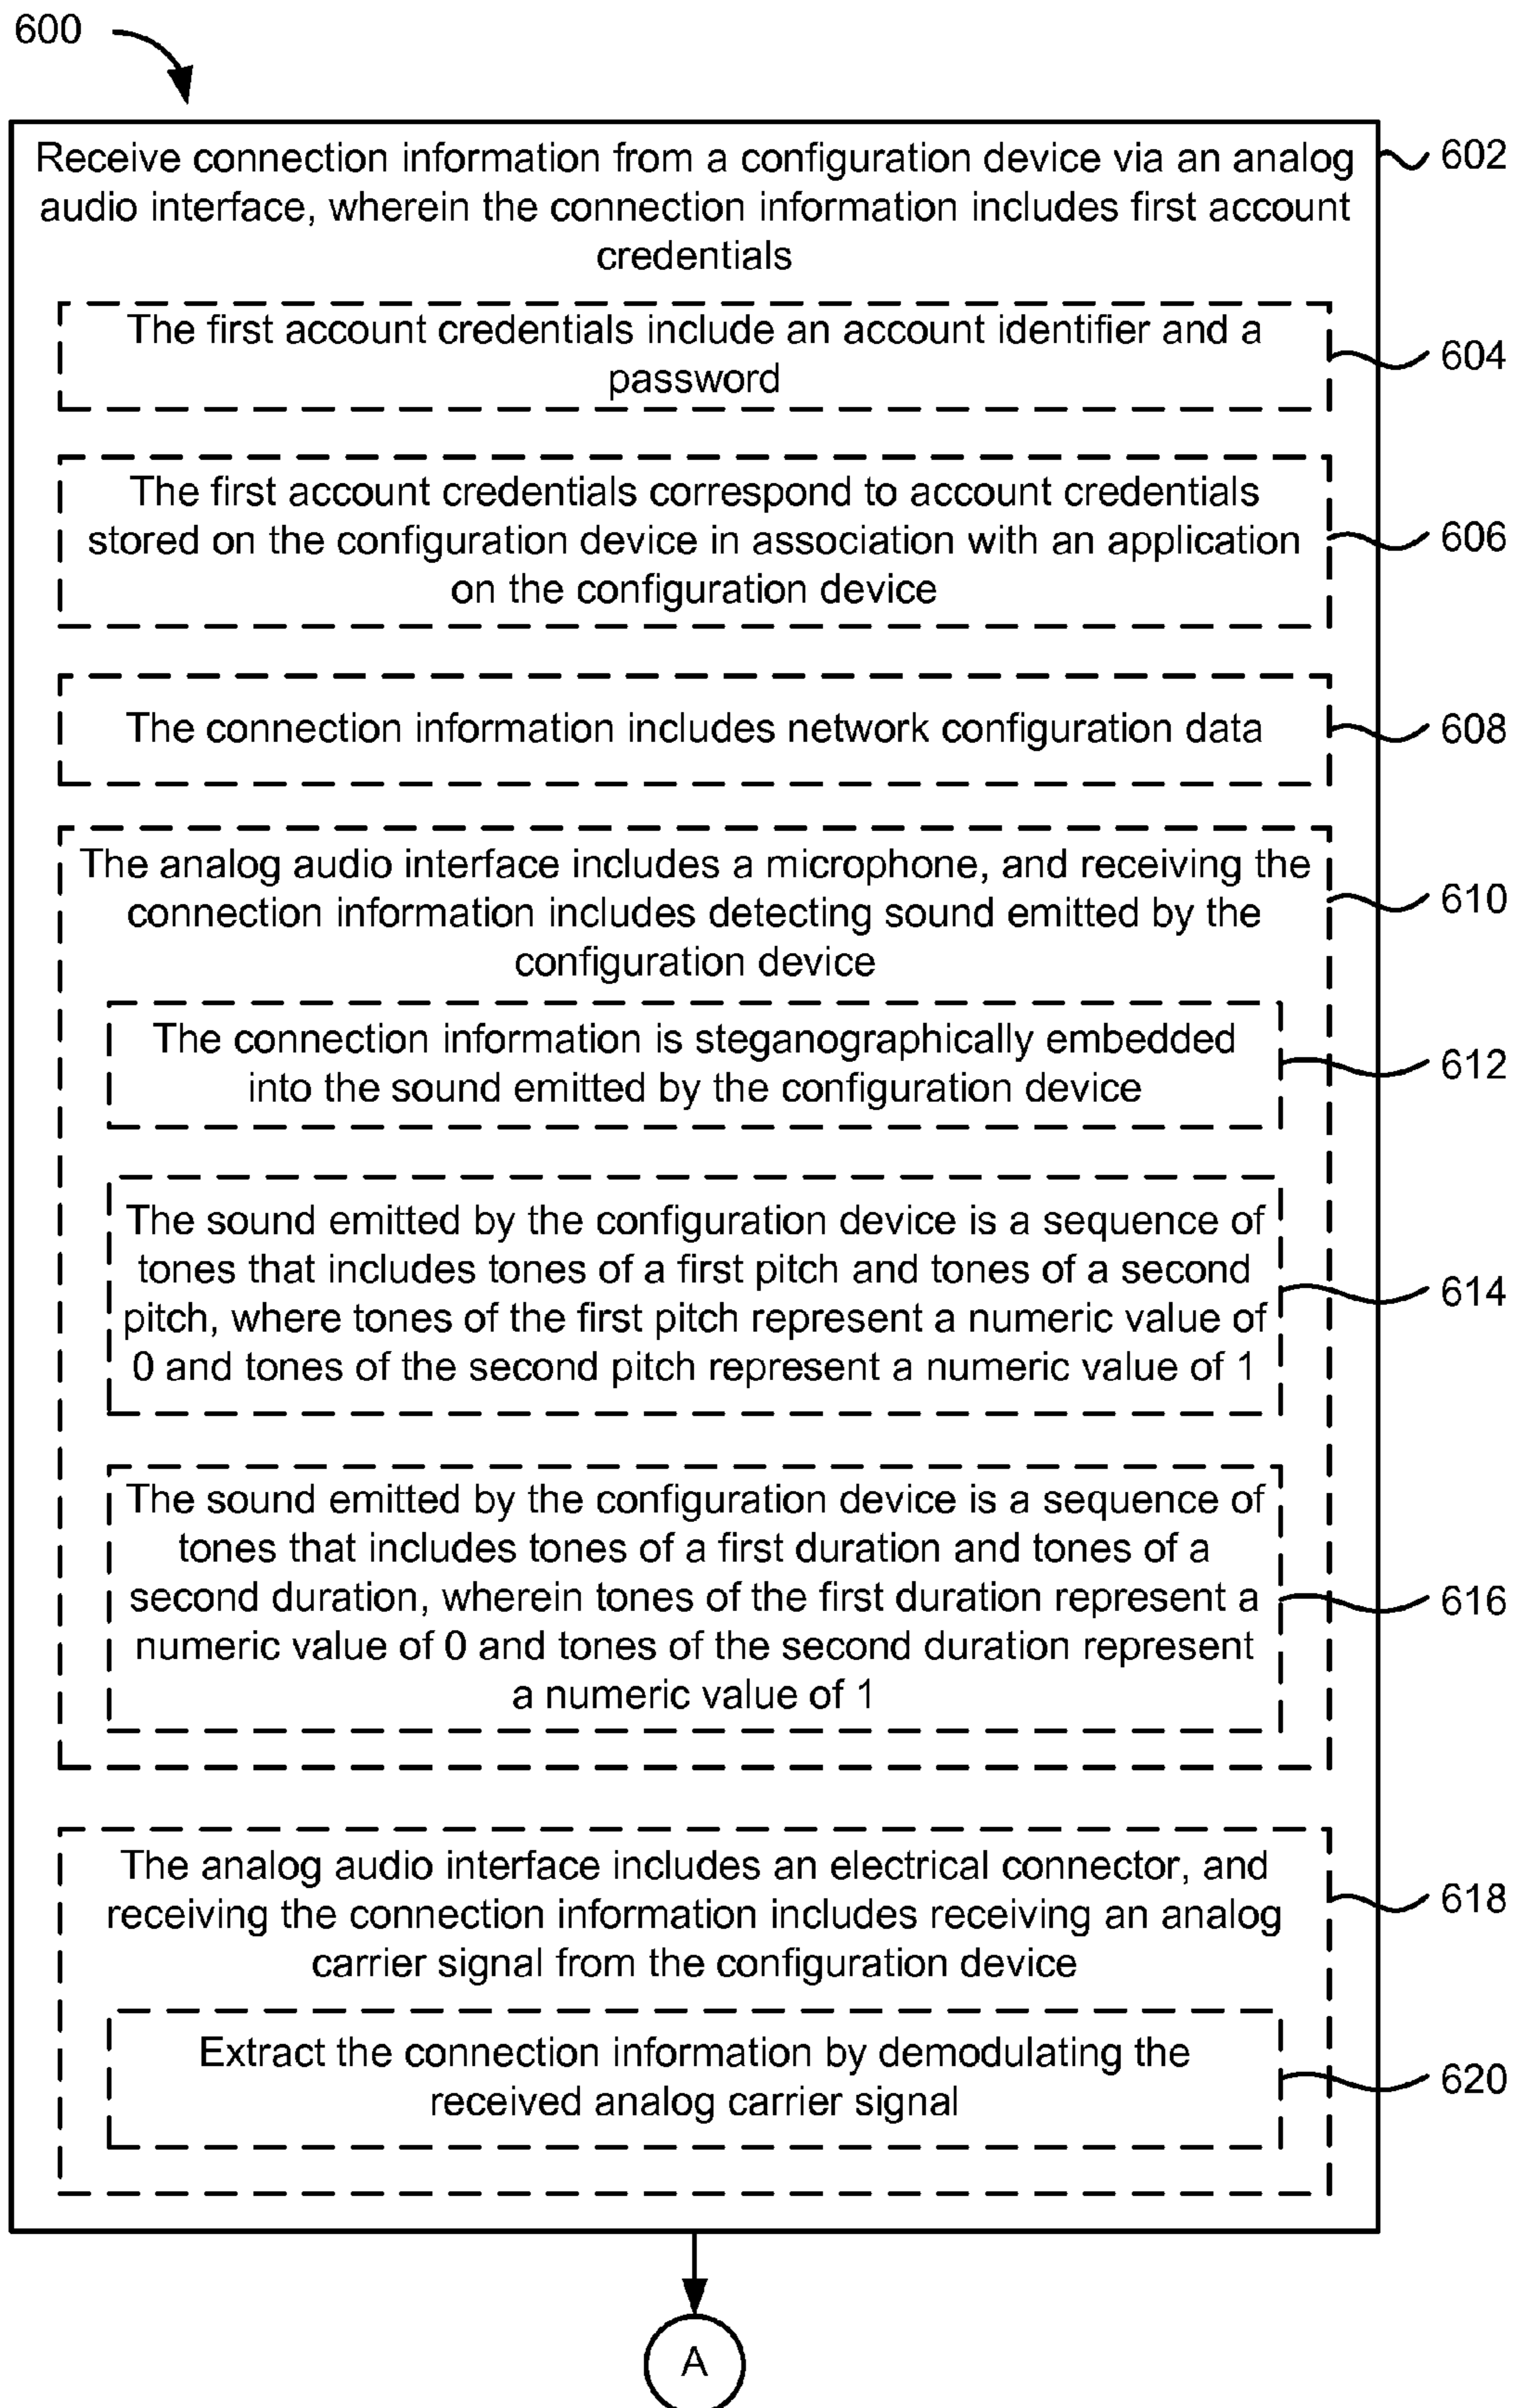 600
Receive connection information from a configuration device via an analog
audio interface, wherein the connection information includes first account
credentials
602
The first account credentials include an account identifier and a
password
604
The first account credentials correspond to account credentials
stored on the configuration device in association with an application
on the configuration device
606
The connection information includes network configuration data
608
The analog audio interface includes a microphone, and receiving the
connection information includes detecting sound emitted by the
configuration device
610
The connection information is steganographically embedded
into the sound emitted by the configuration device
612
The sound emitted by the configuration device is a sequence of
tones that includes tones of a first pitch and tones of a second
pitch, where tones of the first pitch represent a numeric value of
0 and tones of the second pitch represent a numeric value of 1
614
The sound emitted by the configuration device is a sequence of
tones that includes tones of a first duration and tones of a
second duration, wherein tones of the first duration represent a
numeric value of 0 and tones of the second duration represent
a numeric value of 1
616
The analog audio interface includes an electrical connector, and
receiving the connection information includes receiving an analog
carrier signal from the configuration device
618
Extract the connection information by demodulating the
received analog carrier signal
620
A